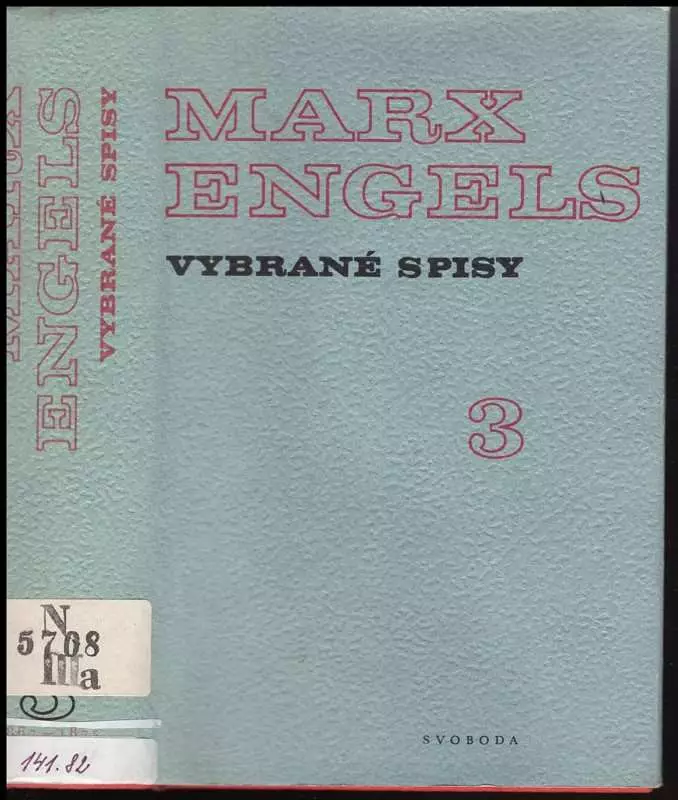 MARX
ENGELS
VYBRANÉ SPISY
3
SVOBODA
ENGELS
VYBRANÉ SPISY
N
5708
IIIa
141.82